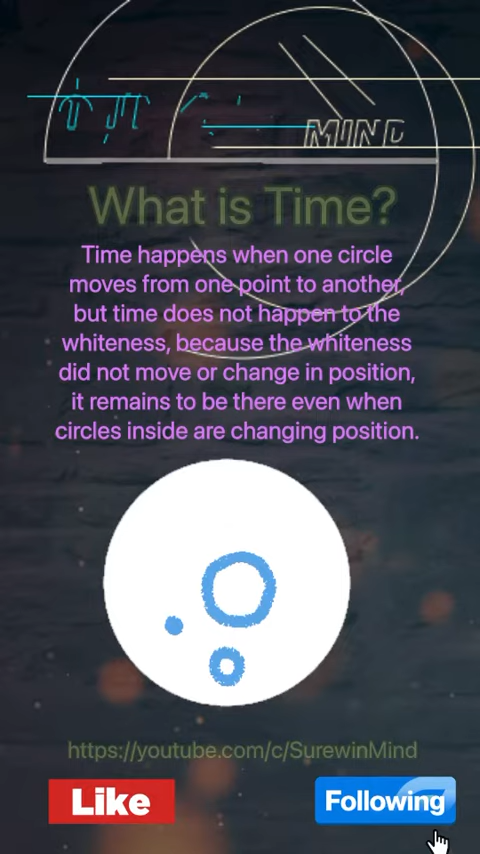 MIND
What is Time?
Time happens when one circle
moves from one point to another,
but time does not happen to the
whiteness, because the whiteness
did not move or change in position,
it remains to be there even when
circles inside are changing position.
https://youtube.com/c/SurewinMind
Like
Following